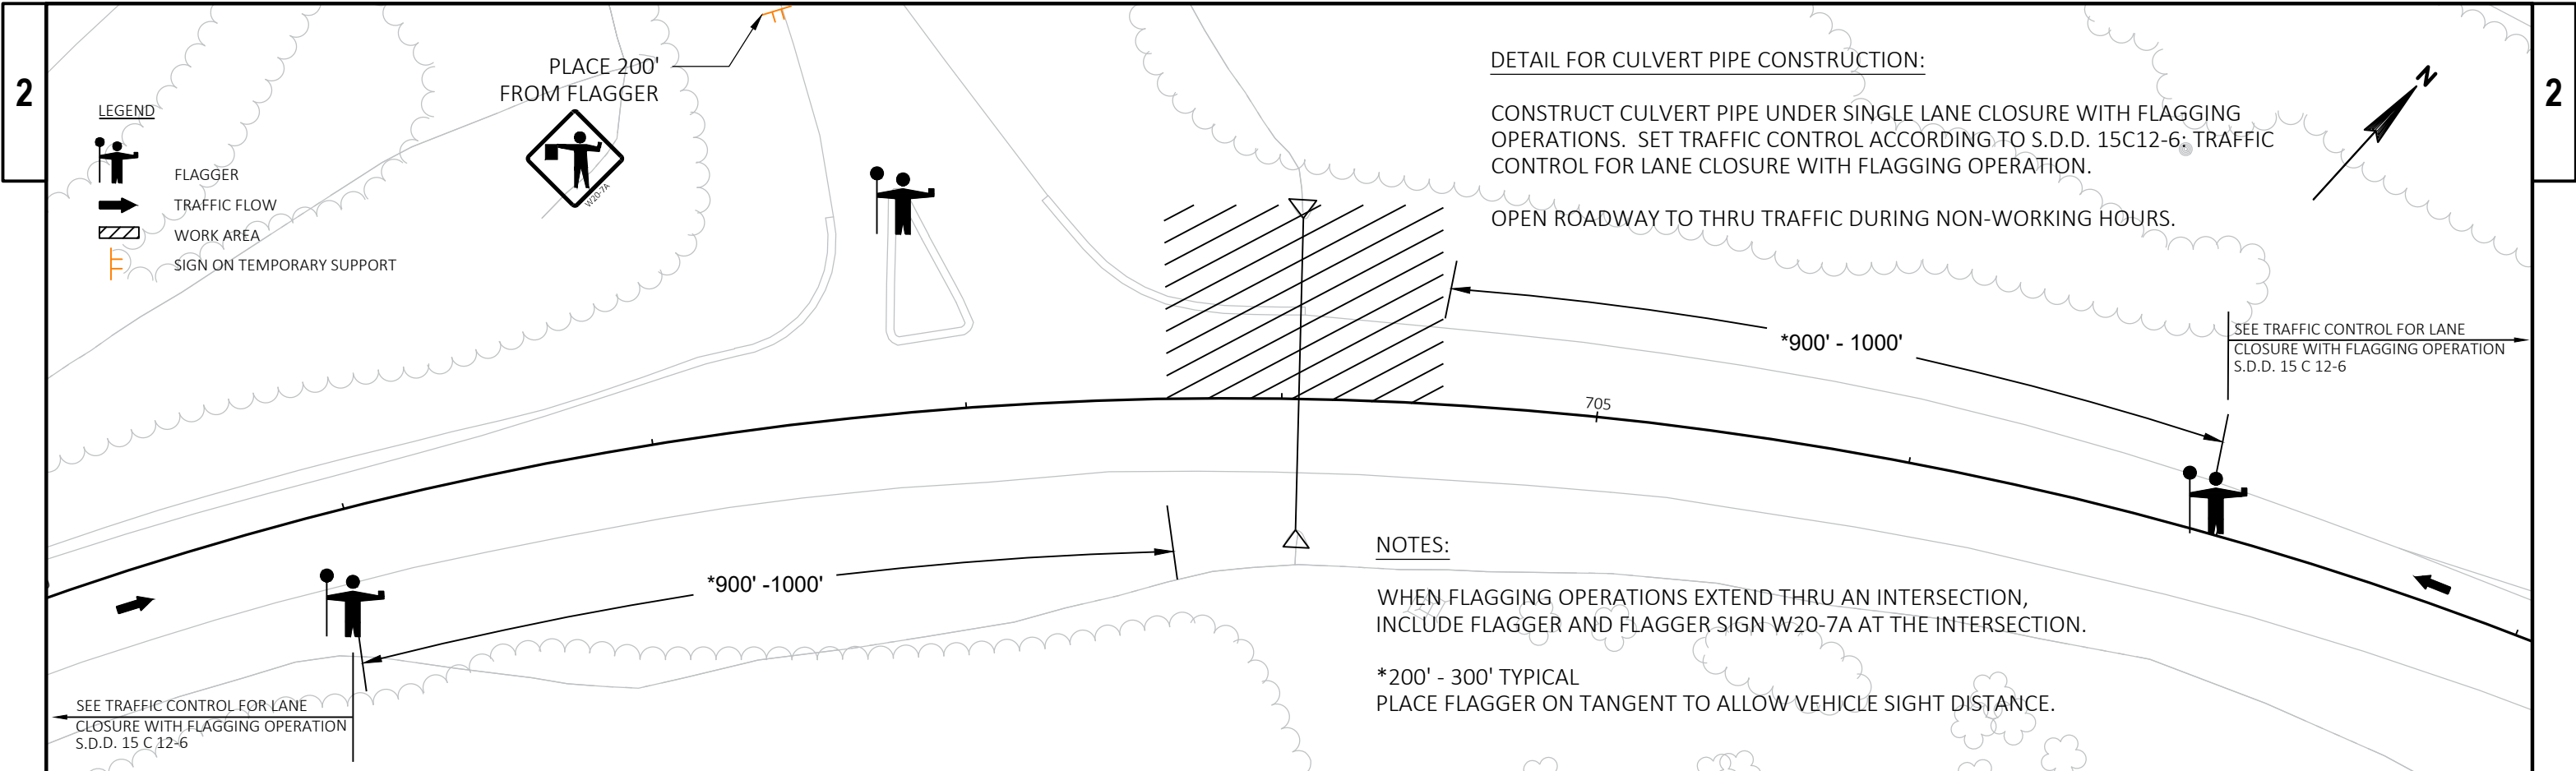 2
2
PLACE 200'
FROM FLAGGER
W20-7A
LEGEND
FLAGGER
TRAFFIC FLOW
WORK AREA
SIGN ON TEMPORARY SUPPORT
DETAIL FOR CULVERT PIPE CONSTRUCTION:
CONSTRUCT CULVERT PIPE UNDER SINGLE LANE CLOSURE WITH FLAGGING
OPERATIONS. SET TRAFFIC CONTROL ACCORDING TO S.D.D. 15C12-6: TRAFFIC
CONTROL FOR LANE CLOSURE WITH FLAGGING OPERATION.
OPEN ROADWAY TO THRU TRAFFIC DURING NON-WORKING HOURS.
N
*900' - 1000'
SEE TRAFFIC CONTROL FOR LANE
CLOSURE WITH FLAGGING OPERATION
S.D.D. 15 C 12-6
705
*900' -1000'
NOTES:
WHEN FLAGGING OPERATIONS EXTEND THRU AN INTERSECTION,
INCLUDE FLAGGER AND FLAGGER SIGN W20-7A AT THE INTERSECTION.
*200' - 300' TYPICAL
PLACE FLAGGER ON TANGENT TO ALLOW VEHICLE SIGHT DISTANCE.
SEE TRAFFIC CONTROL FOR LANE
CLOSURE WITH FLAGGING OPERATION
S.D.D. 15 C 12-6